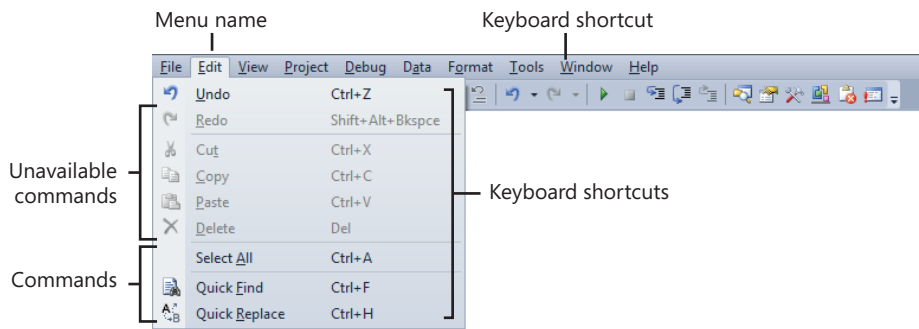 Menu name
Keyboard shortcut
File Edit View Project Debug Data Format Tools Window Help
Undo Ctrl+Z
Redo Shift+Alt+Bkspce
Cut Ctrl+X
Copy Ctrl+C
Paste Ctrl+V
Delete Del
Select All Ctrl+A
Quick Find Ctrl+F
Quick Replace Ctrl+H
Unavailable
commands
Commands
Keyboard shortcuts